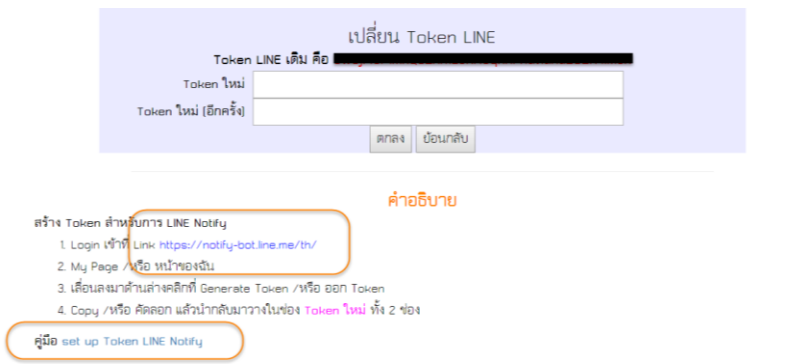 เปลี่ยน Token LINE
Token LINE เดิม คือ
Token ใหม่
Token ใหม่ (อีกครั้ง)
ตกลง ย้อนกลับ
คำอธิบาย
สร้าง Token สำหรับการ LINE Notify
1. Login เข้าที่ Link https://notify-bot.line.me/th/
2. My Page /หรือ หน้าของฉัน
3. เลื่อนลงมาด้านล่างคลิกที่ Generate Token /หรือ ออก Token
4. Copy /หรือ คัดลอก แล้วนำกลับมาวางในช่อง Token ใหม่ ทั้ง 2 ช่อง
คู่มือ set up Token LINE Notify